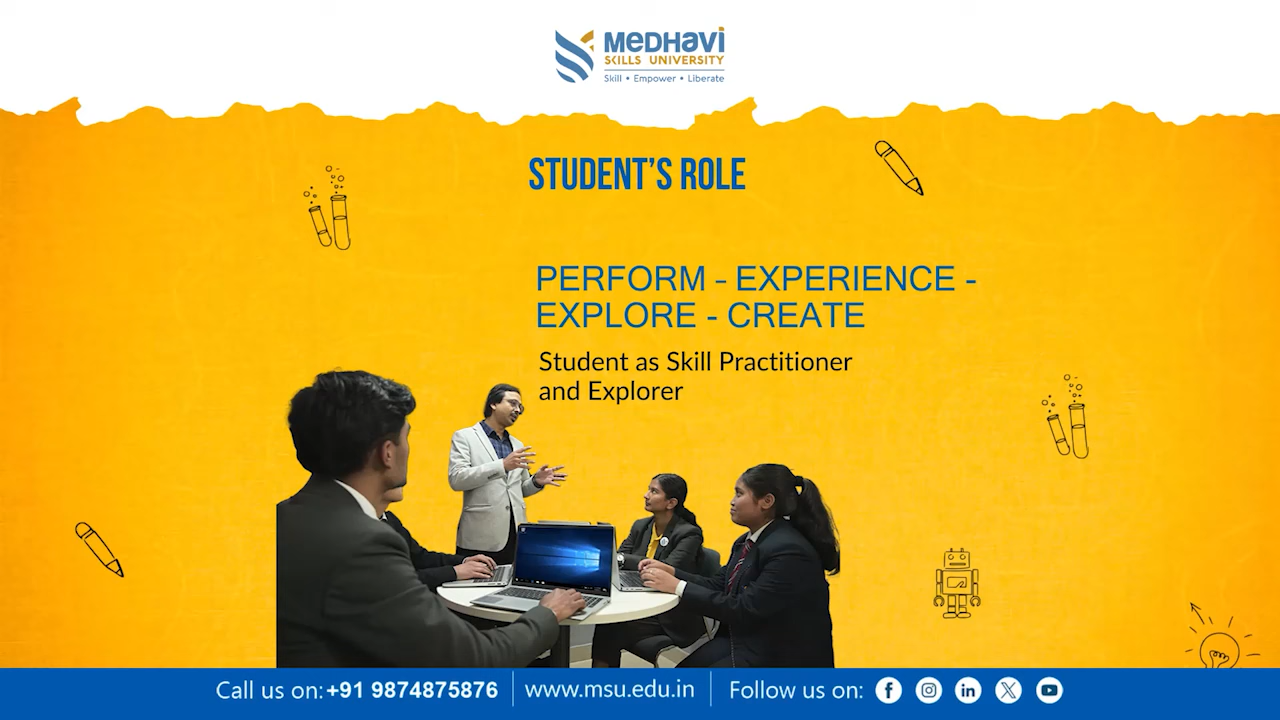 MEDHAVI
SKILLS UNIVERSITY
Skill • Empower • Liberate
STUDENT'S ROLE
PERFORM – EXPERIENCE -
EXPLORE - CREATE
Student as Skill Practitioner
and Explorer
Call us on: +91 9874875876 | www.msu.edu.in | Follow us on: